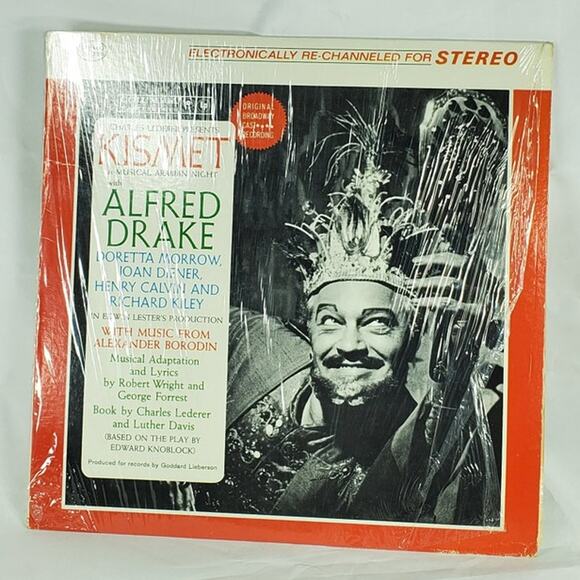 ELECTRONICALLY RE-CHANNELED FOR STEREO
ORIGINAL
BROADWAY
CAST
RECORDING
CHARLES LEDERER PRESENTS
KISMET
A MUSICAL ARABIAN NIGHT
with
ALFRED
DRAKE
DORETTA MORROW,
JOAN DIENER,
HENRY CALVIN AND
RICHARD KILEY
IN EDWIN LESTER'S PRODUCTION
WITH MUSIC FROM
ALEXANDER BORODIN
Musical Adaptation
and Lyrics
by Robert Wright and
George Forrest
Book by Charles Lederer
and Luther Davis
(BASED ON THE PLAY BY
EDWARD KNOBLOCK)
Produced for records by Goddard Lieberson